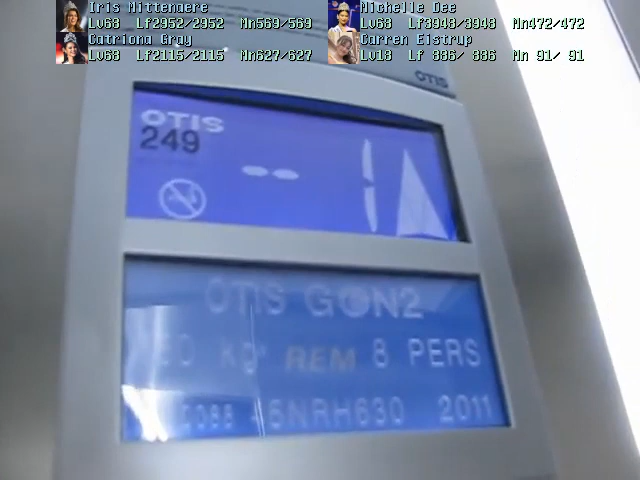 Iris Mittenaere
Lv68 Lf2952/2952 Mn569/569
Michelle Dee
Lv68 Lf3948/3948 Mn472/472
Catriona Gray
Lv68 Lf2115/2115 Mn627/627
Carren Eistrup
Lv18 Lf 886/ 886 Mn 91/ 91
OTIS
OTIS
249
-1
OTIS GEN2
KG REM 8 PERS
45NRH630 2011